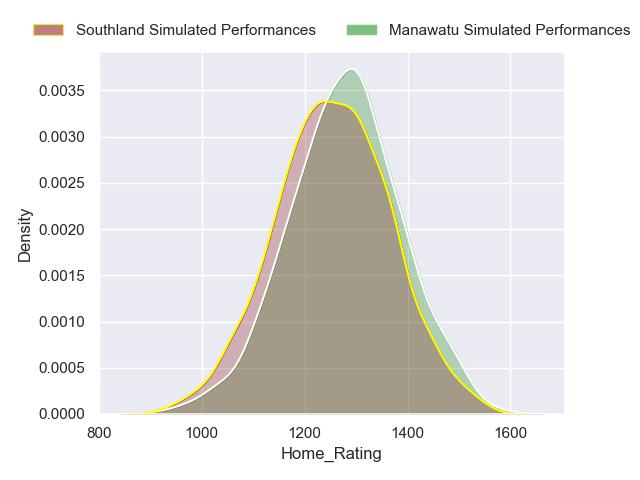 Southland Simulated Performances Manawatu Simulated Performances
0.0035
0.0030
0.0025
0.0020
0.0015
0.0010
0.0005
0.0000
Density
800 1000 1200 1400 1600
Home_Rating